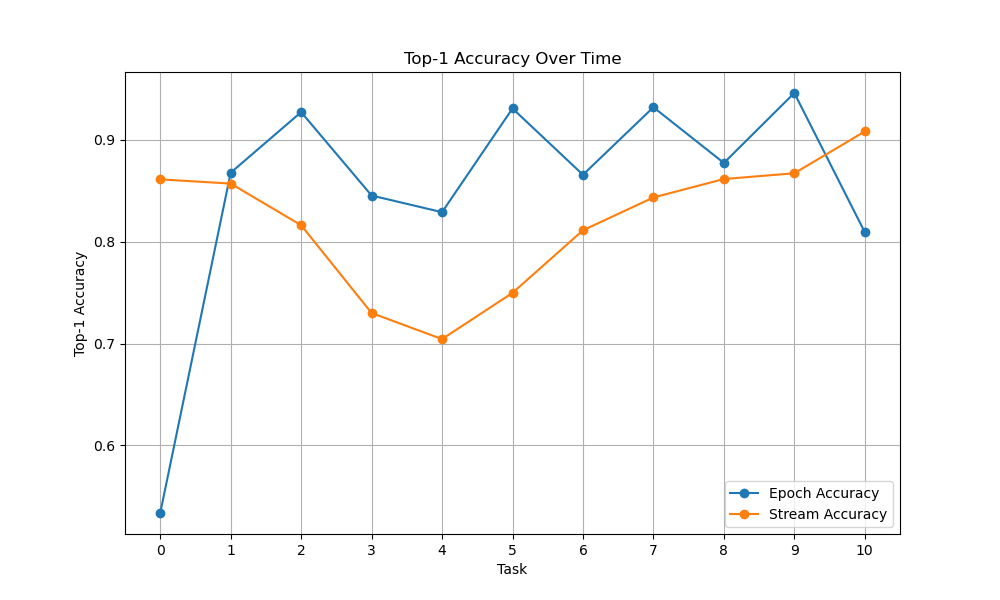 Top-1 Accuracy Over Time
Top-1 Accuracy
0.9
0.8
0.7
0.6
0 1 2 3 4 5 6 7 8 9 10
Task
Epoch Accuracy
Stream Accuracy